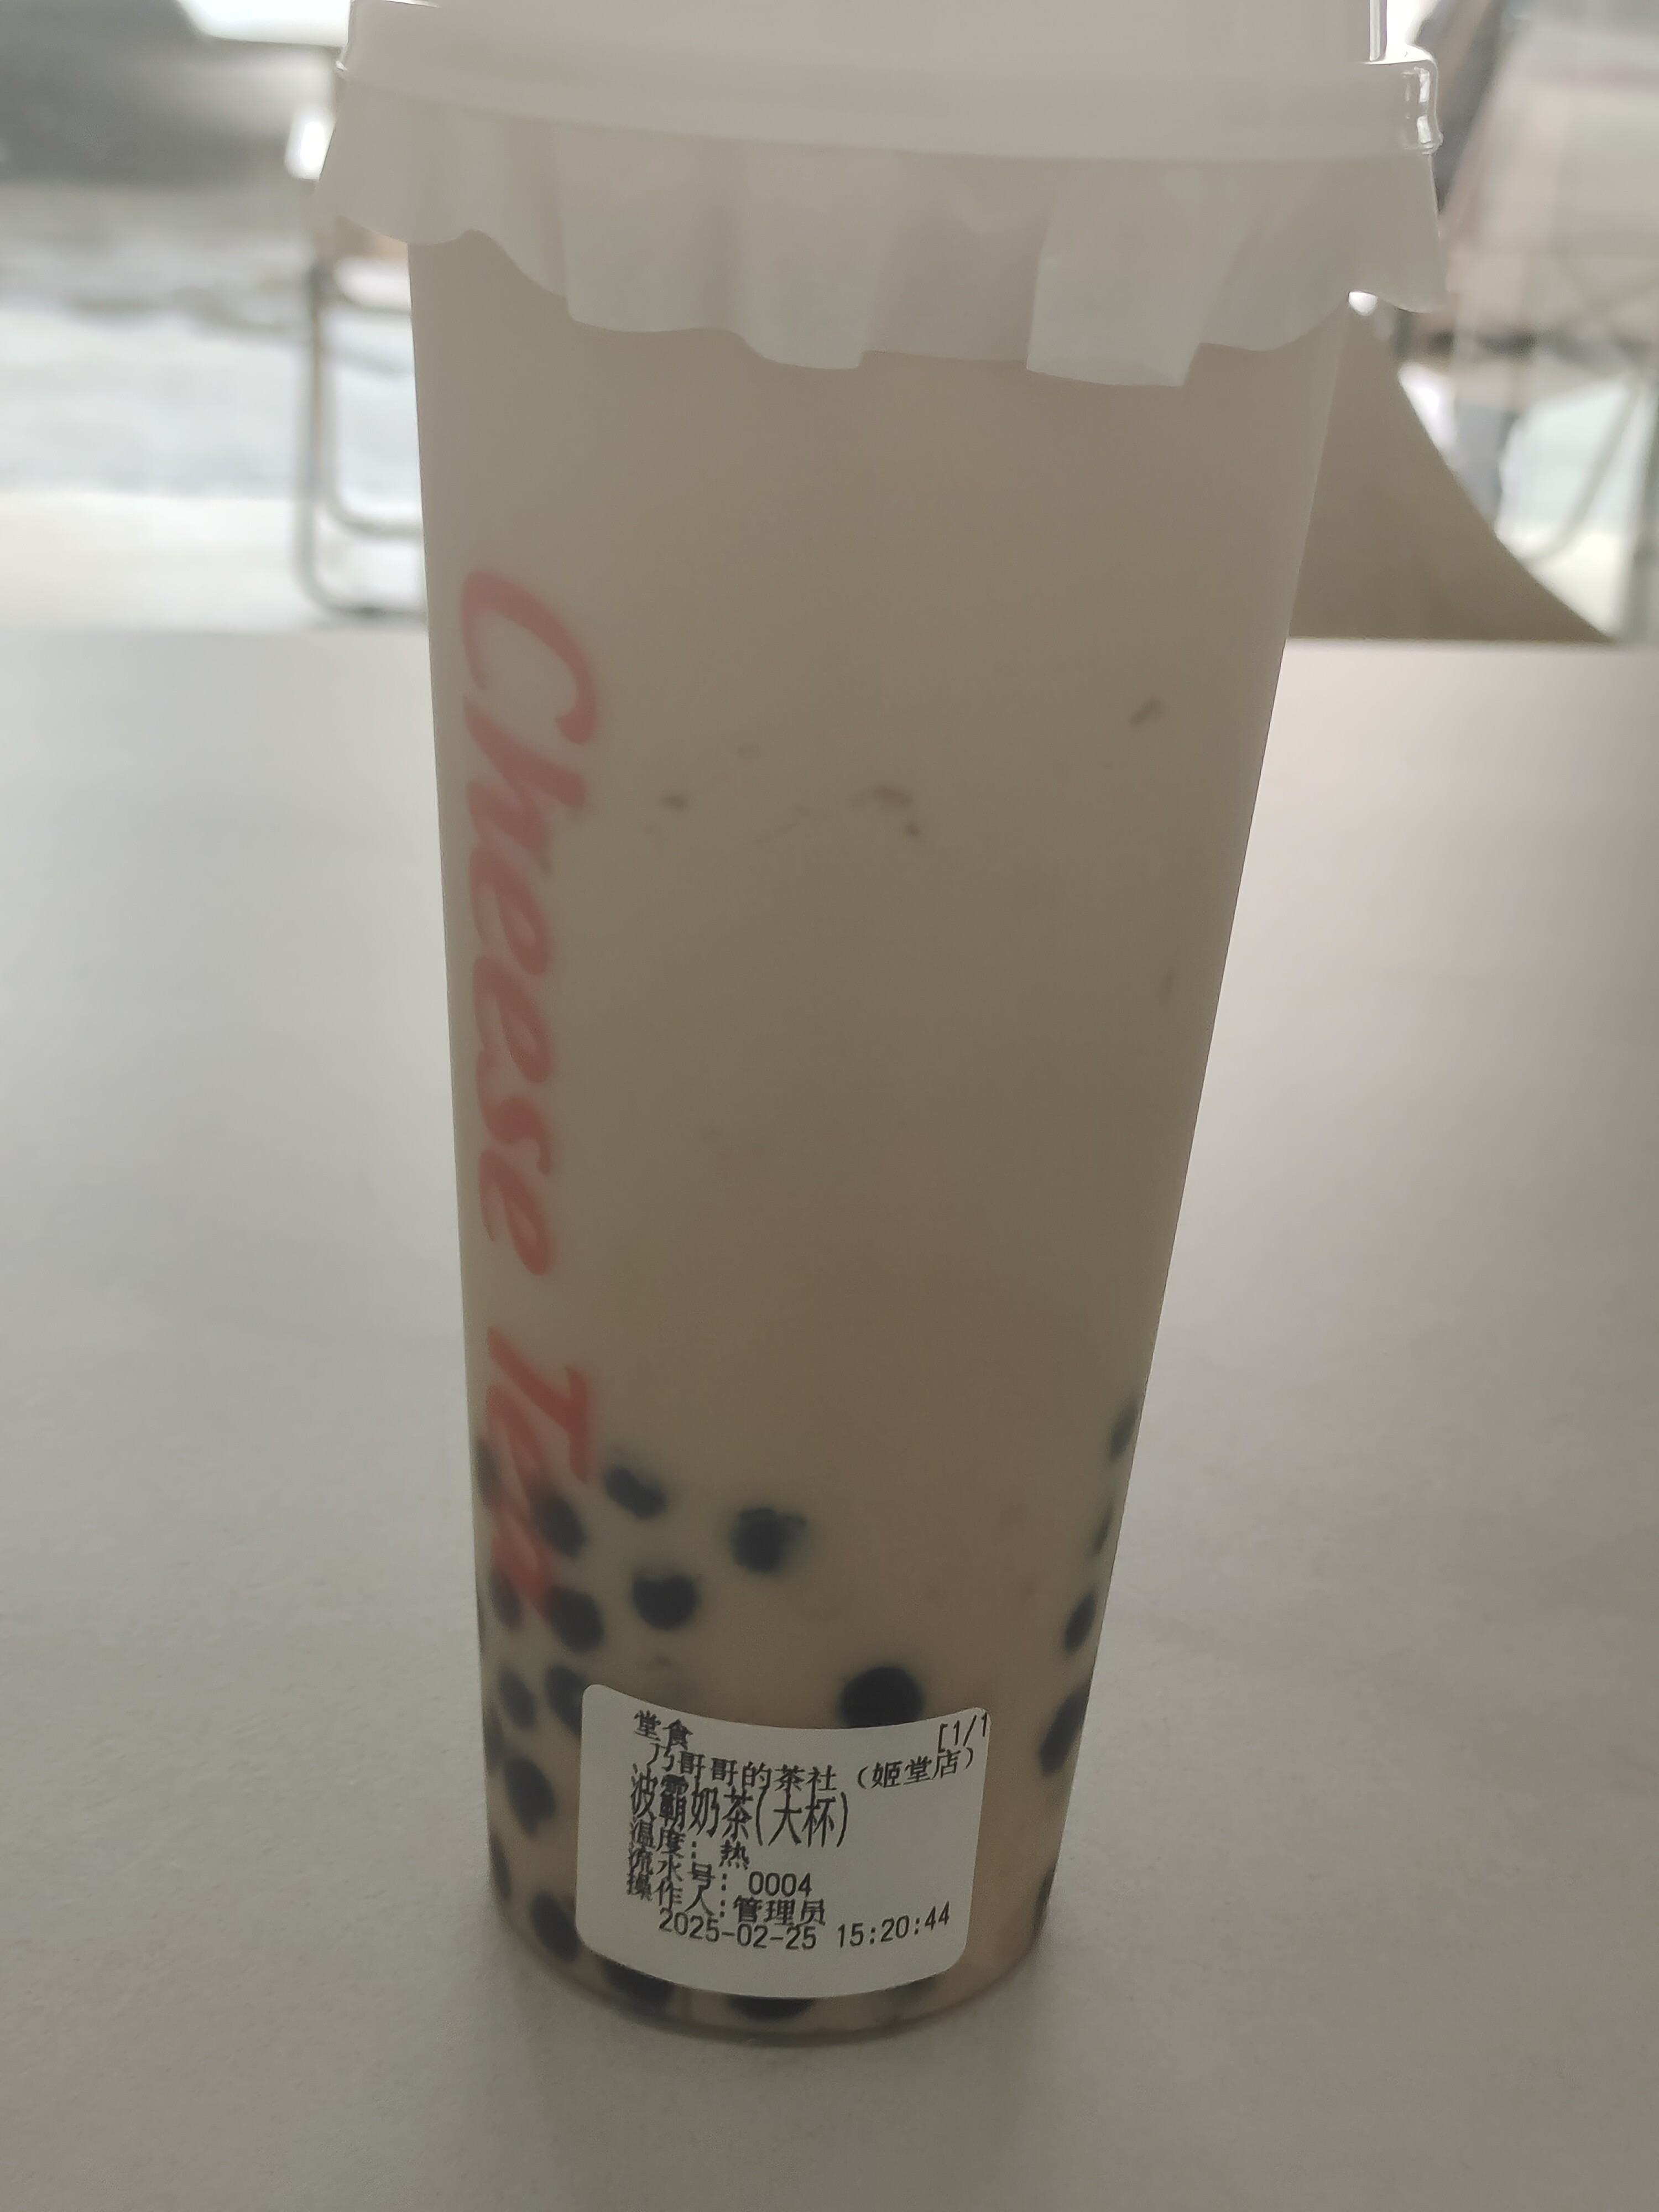 Cheese Tea
堂食 [1/1
乃哥哥的茶社（姬堂店）
波霸奶茶(大杯)
温度: 热
流水号: 0004
操作人:管理员
2025-02-25 15:20:44